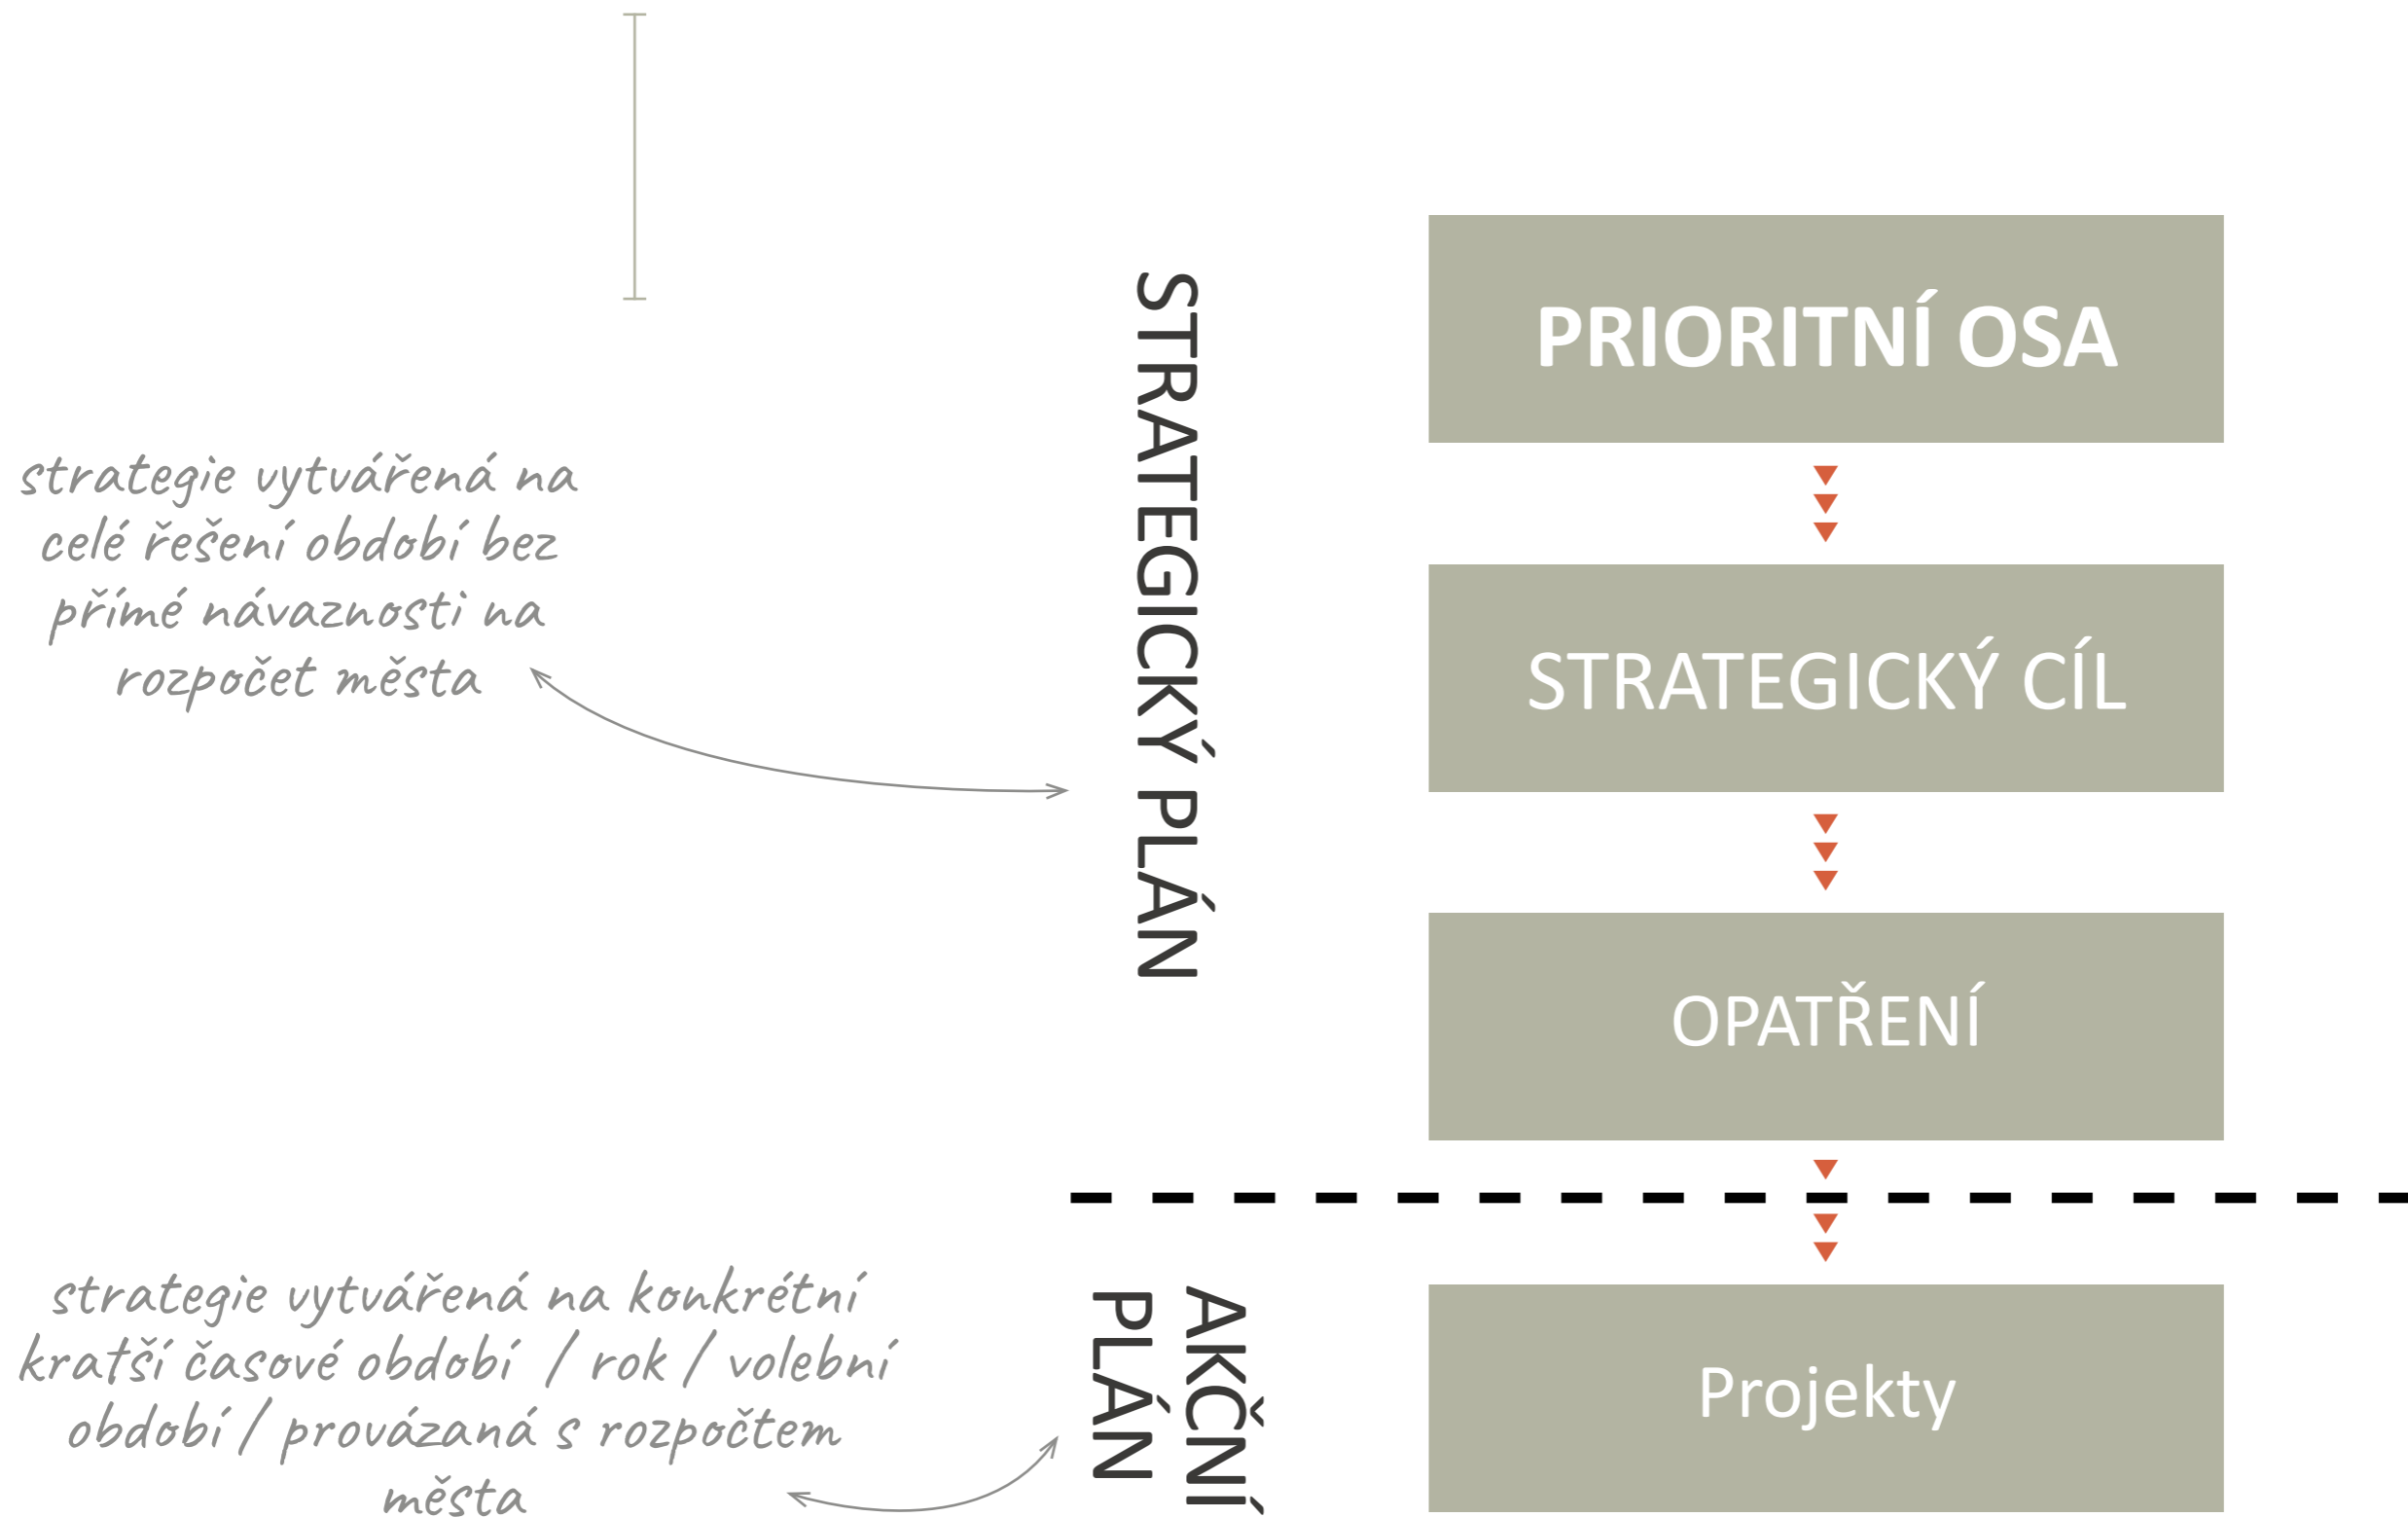 PRIORITNÍ OSA
STRATEGICKÝ PLÁN
strategie vytvářená na
celé řešení období bez
přímé návaznosti na
rozpočet města
STRATEGICKÝ CÍL
OPATŘENÍ
strategie vytvářená na konkrétní
kratší časové období / rok / volební
období / provázaná s rozpočtem
města
AKČNÍ
PLÁN
Projekty